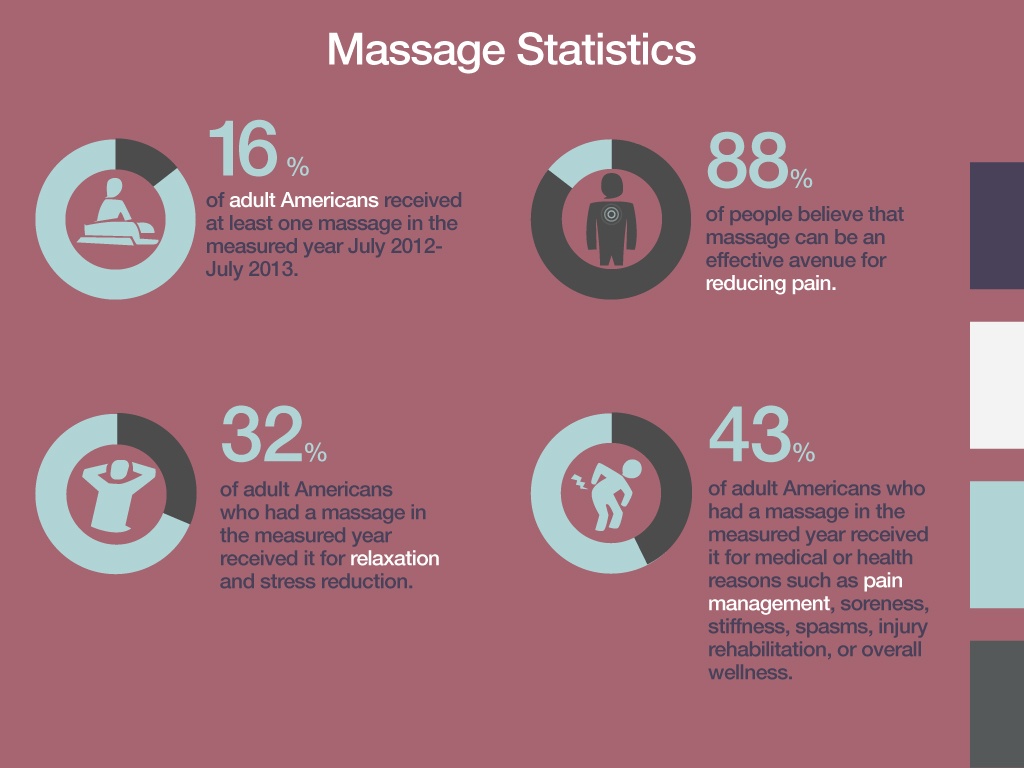 Massage Statistics
16 %
of adult Americans received
at least one massage in the
measured year July 2012-
July 2013.
88%
of people believe that
massage can be an
effective avenue for
reducing pain.
32%
of adult Americans
who had a massage in
the measured year
received it for relaxation
and stress reduction.
43%
of adult Americans who
had a massage in the
measured year received
it for medical or health
reasons such as pain
management, soreness,
stiffness, spasms, injury
rehabilitation, or overall
wellness.